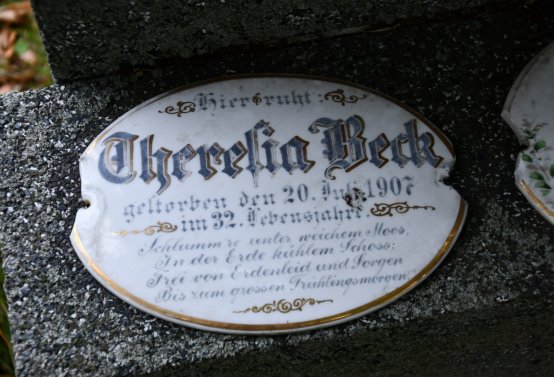 Hier ruht
Theresia Beck
gestorben den 20. Juli 1907
im 32. Lebensjahre.
Schlummre unter weichem Moos,
In der Erde kühlem Schoss;
Frei von Erdenleid und Sorgen
Bis zum grossen Frühlingsmorgen!